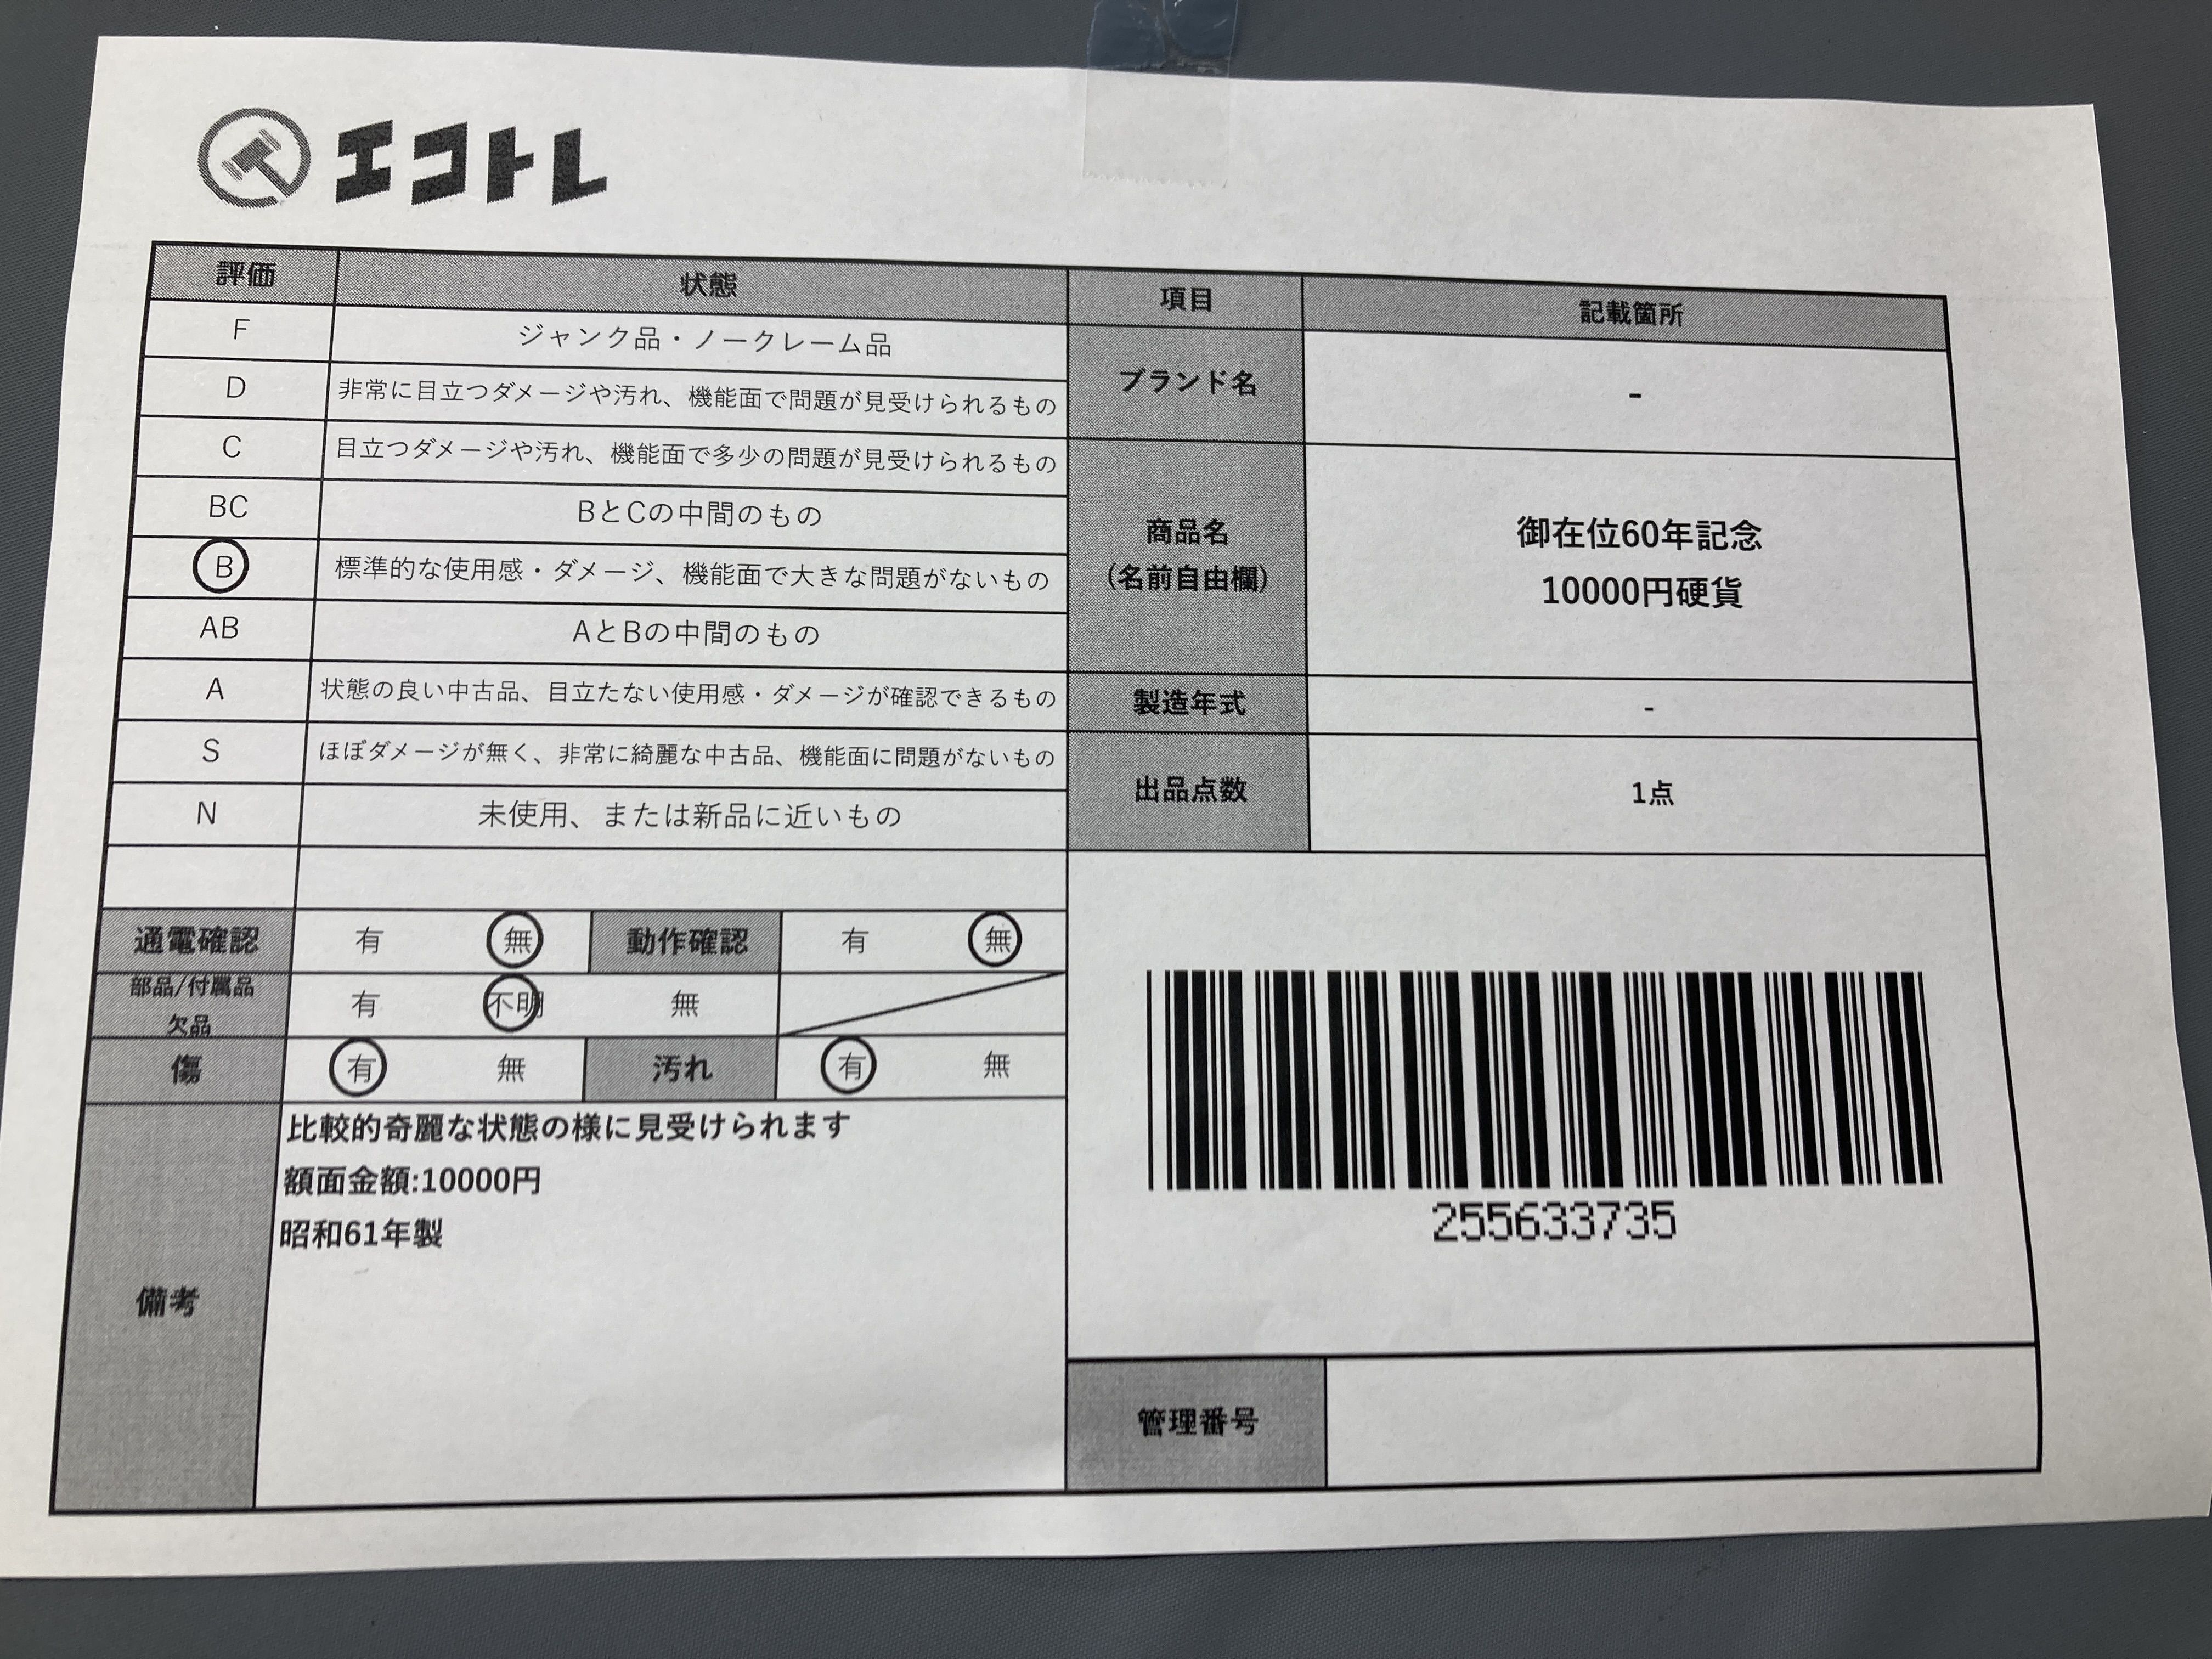 エコトレ
評価 状態
F ジャンク品・ノークレーム品
D 非常に目立つダメージや汚れ、機能面で問題が見受けられるもの
C 目立つダメージや汚れ、機能面で多少の問題が見受けられるもの
BC BとCの中間のもの
B 標準的な使用感・ダメージ、機能面で大きな問題がないもの
AB AとBの中間のもの
A 状態の良い中古品、目立たない使用感・ダメージが確認できるもの
S ほぼダメージが無く、非常に綺麗な中古品、機能面に問題がないもの
N 未使用、または新品に近いもの
通電確認 有 無 動作確認 有 無
部品/付属品
欠品
有 不明 無
傷 有 無 汚れ 有 無
備考
比較的奇麗な状態の様に見受けられます
額面金額:10000円
昭和61年製
項目 記載箇所
ブランド名 -
商品名
(名前自由欄)
御在位60年記念
10000円硬貨
製造年式 -
出品点数 1点
255633735
管理番号